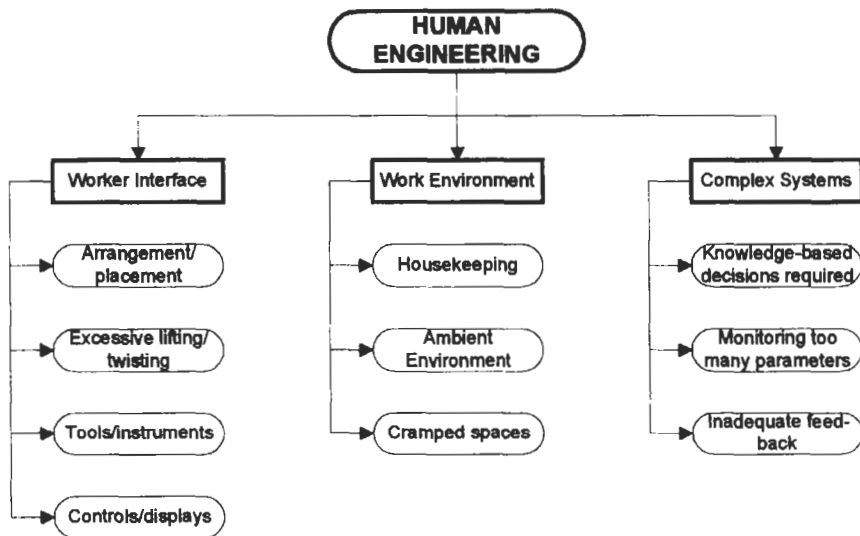 HUMAN
ENGINEERING
Worker Interface
Arrangement/
placement
Excessive lifting/
twisting
Tools/instruments
Controls/displays
Work Environment
Housekeeping
Ambient
Environment
Cramped spaces
Complex Systems
Knowledge-based
decisions required
Monitoring too
many parameters
Inadequate feed-
back